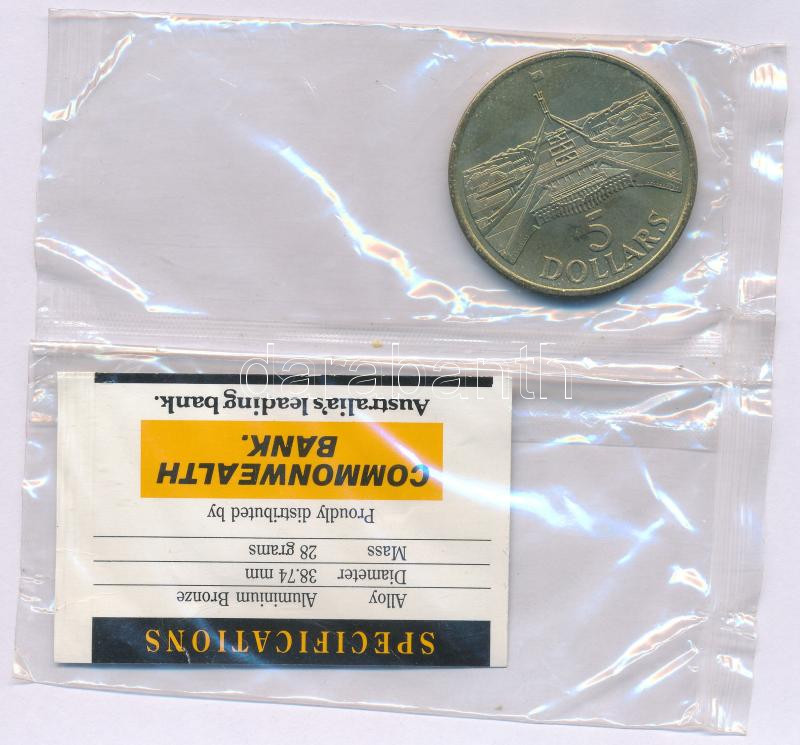 5
DOLLARS
darabanth
SPECIFICATIONS
Alloy Aluminium Bronze
Diameter 38.74 mm
Mass 28 grams
Proudly distributed by
COMMONWEALTH
BANK.
Australia's leading bank.